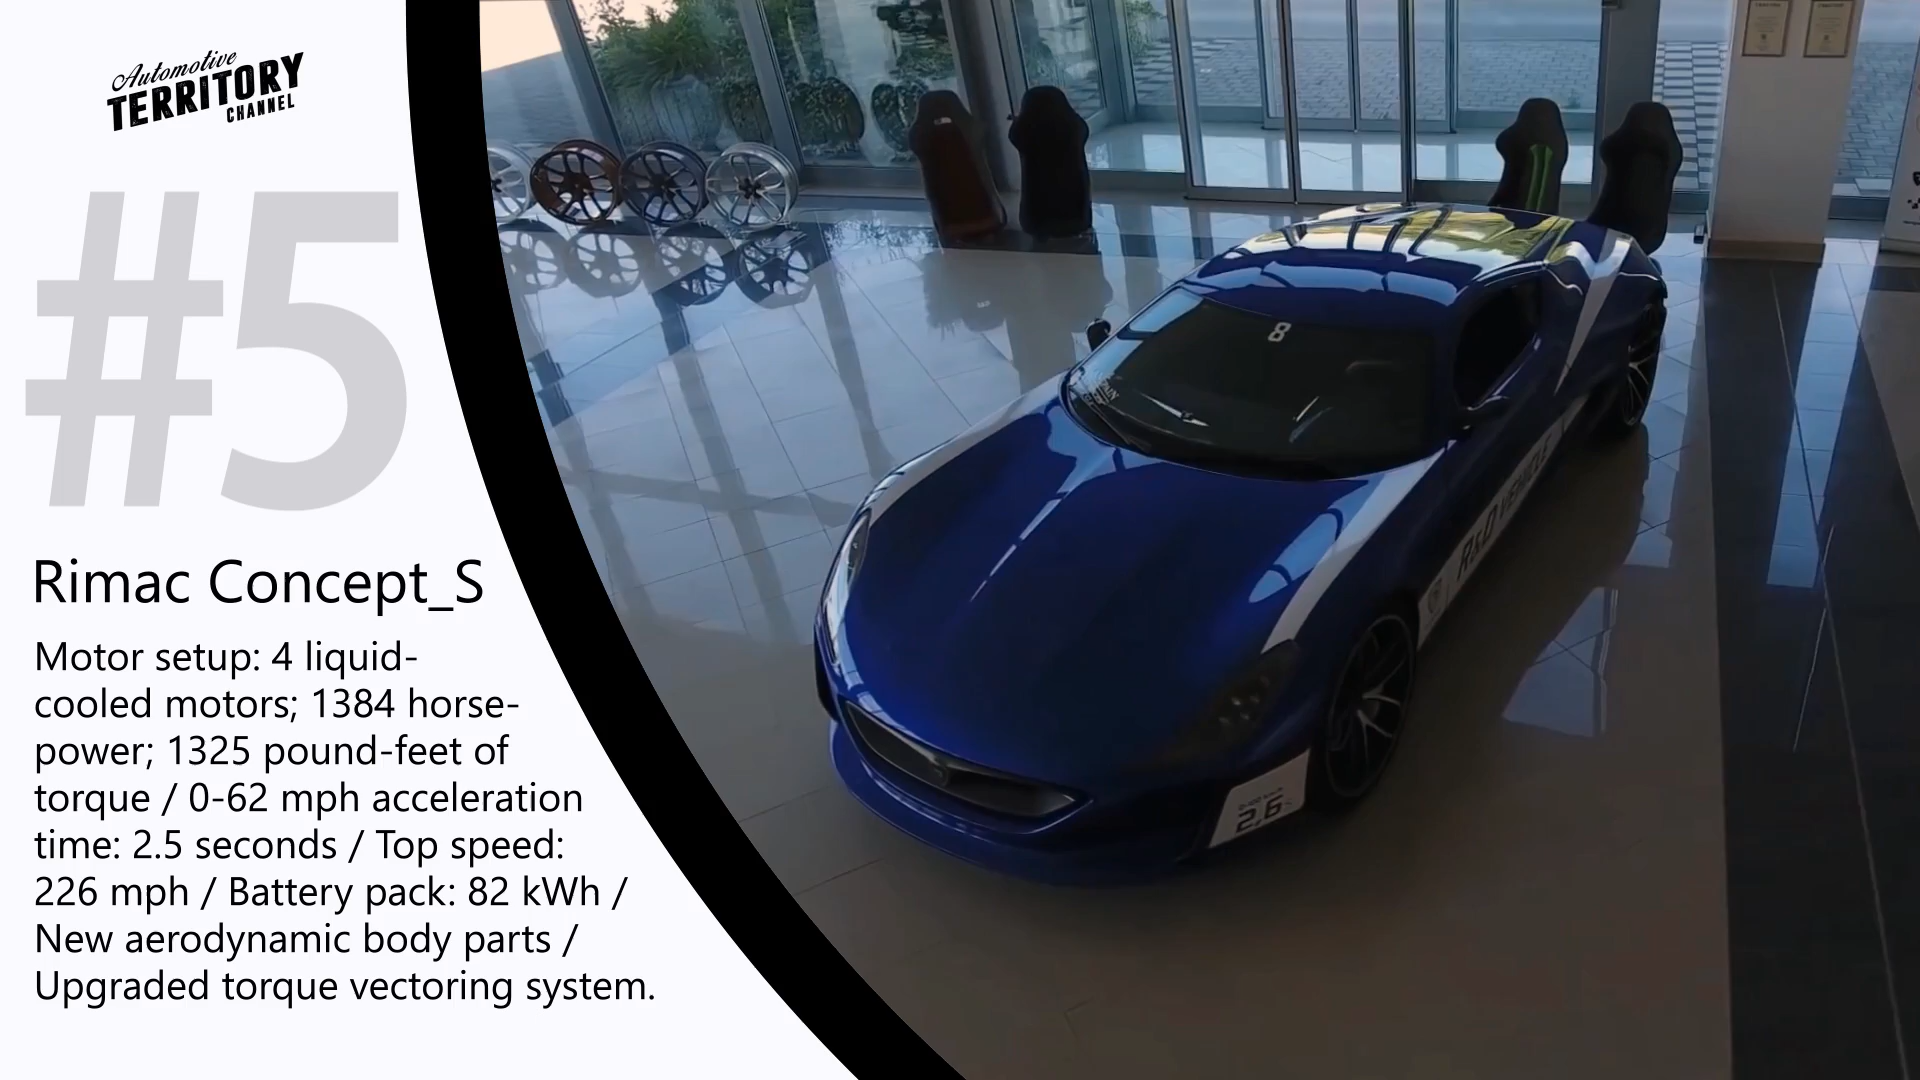 Automotive
TERRITORY
CHANNEL
#5
Rimac Concept_S
Motor setup: 4 liquid-
cooled motors; 1384 horse-
power; 1325 pound-feet of
torque / 0-62 mph acceleration
time: 2.5 seconds / Top speed:
226 mph / Battery pack: 82 kWh /
New aerodynamic body parts /
Upgraded torque vectoring system.
8
R&D VEHICLE
2.6